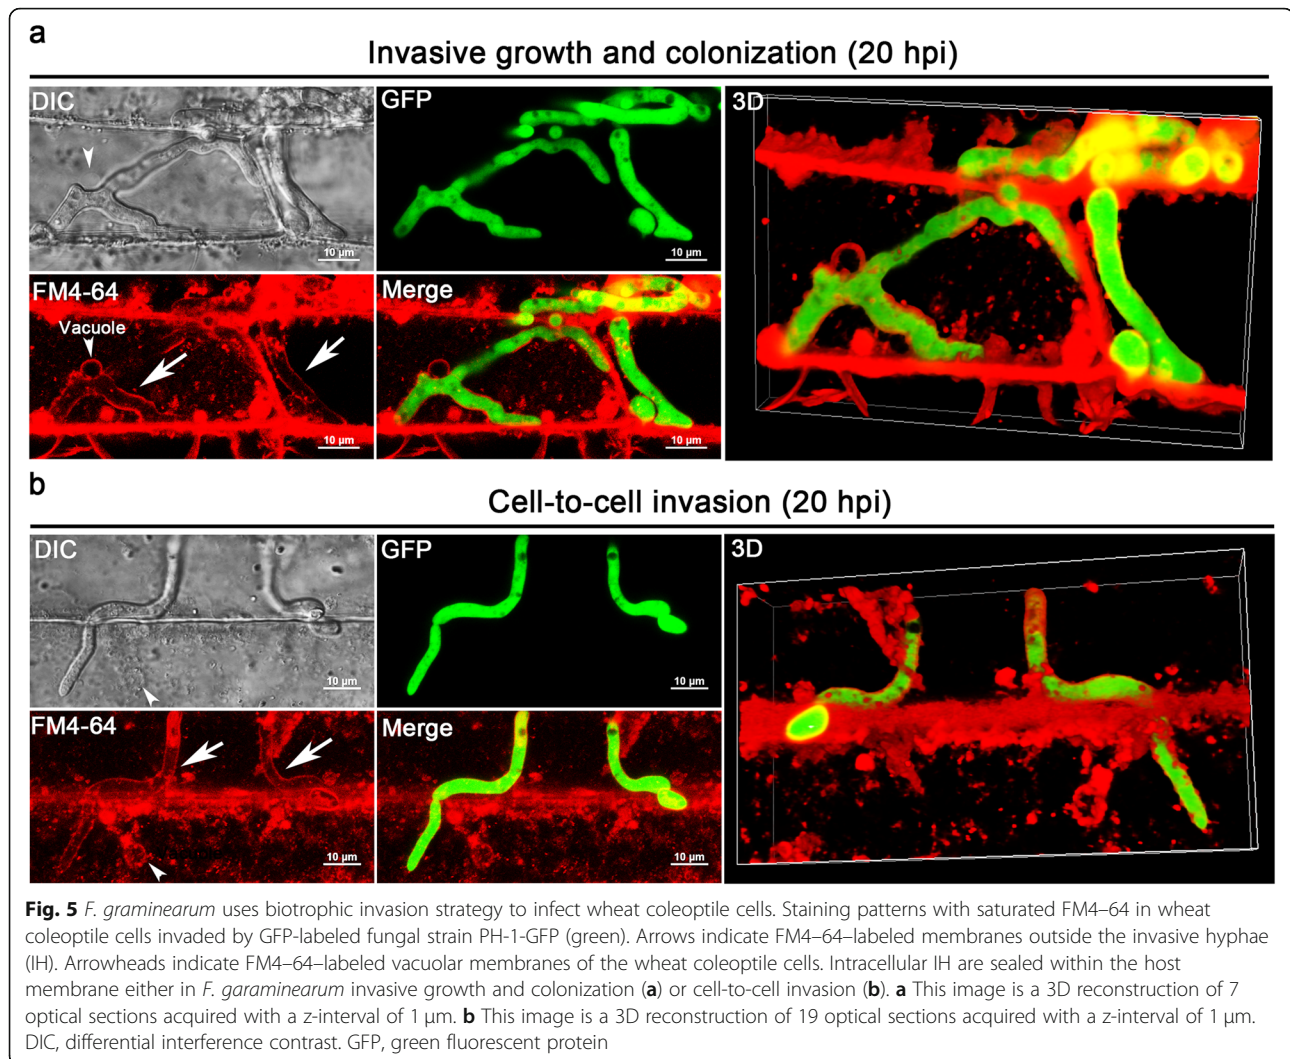 a
Invasive growth and colonization (20 hpi)
DIC
10 µm
GFP
10 µm
3D
FM4-64
Vacuole
10 µm
Merge
10 µm
b
Cell-to-cell invasion (20 hpi)
DIC
10 µm
GFP
10 µm
3D
FM4-64
10 µm
Merge
10 µm
Fig. 5 F. graminearum uses biotrophic invasion strategy to infect wheat coleoptile cells. Staining patterns with saturated FM4–64 in wheat
coleoptile cells invaded by GFP-labeled fungal strain PH-1-GFP (green). Arrows indicate FM4–64–labeled membranes outside the invasive hyphae
(IH). Arrowheads indicate FM4–64–labeled vacuolar membranes of the wheat coleoptile cells. Intracellular IH are sealed within the host
membrane either in F. garaminearum invasive growth and colonization (a) or cell-to-cell invasion (b). a This image is a 3D reconstruction of 7
optical sections acquired with a z-interval of 1 µm. b This image is a 3D reconstruction of 19 optical sections acquired with a z-interval of 1 µm.
DIC, differential interference contrast. GFP, green fluorescent protein